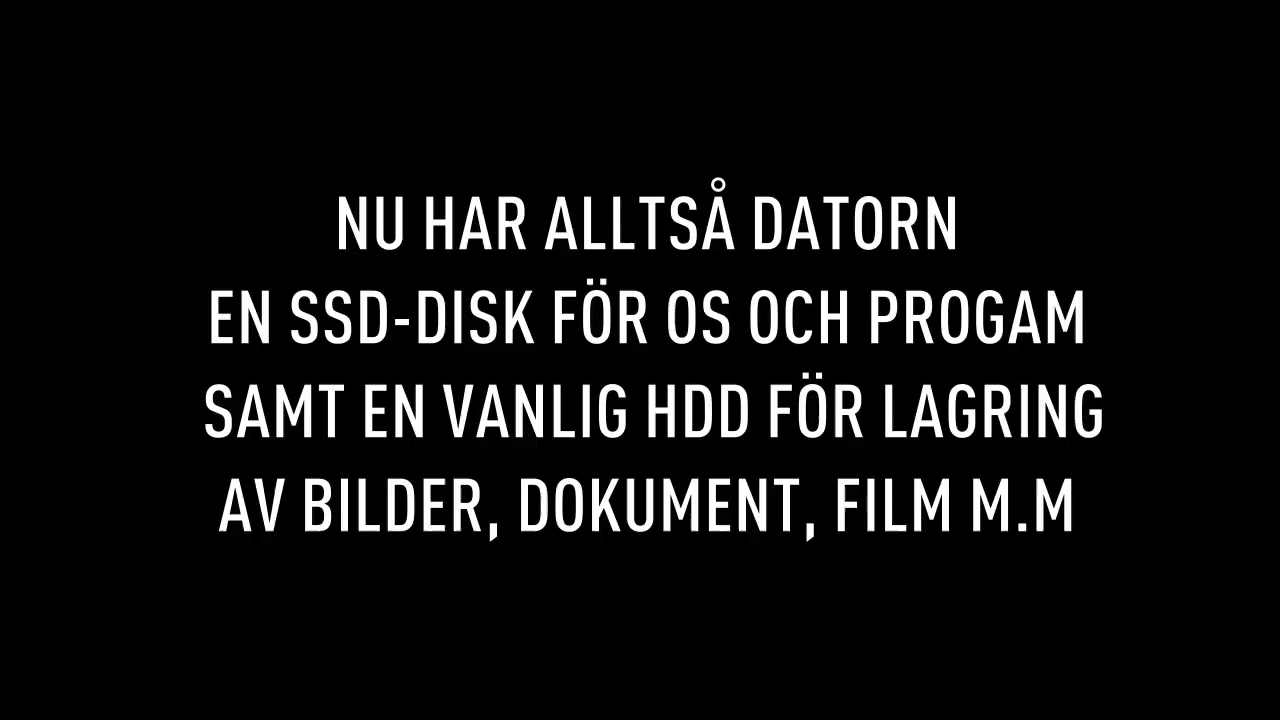 NU HAR ALLTSÅ DATORN
EN SSD-DISK FÖR OS OCH PROGAM
SAMT EN VANLIG HDD FÖR LAGRING
AV BILDER, DOKUMENT, FILM M.M